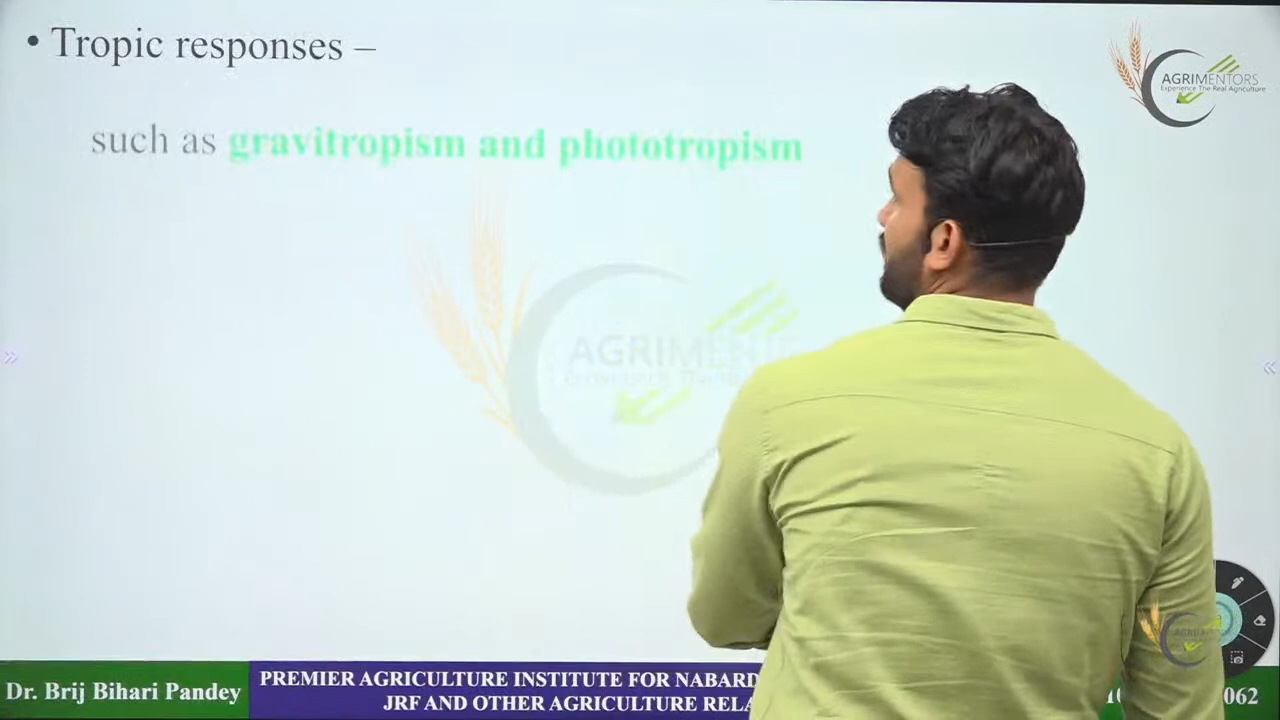 • Tropic responses –
such as gravitropism and phototropism
AGRIMENTORS
Experience The Real Agriculture
Dr. Brij Bihari Pandey
PREMIER AGRICULTURE INSTITUTE FOR NABARD
JRF AND OTHER AGRICULTURE
062